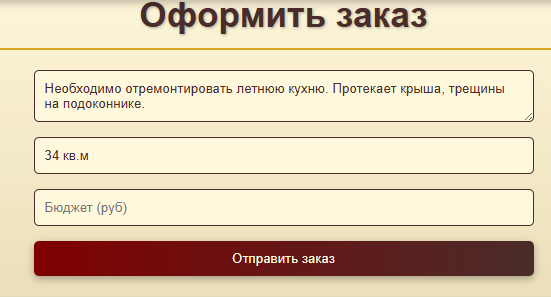 Оформить заказ
Необходимо отремонтировать летнюю кухню. Протекает крыша, трещины
на подоконнике.
34 кв.м
Бюджет (руб)
Отправить заказ